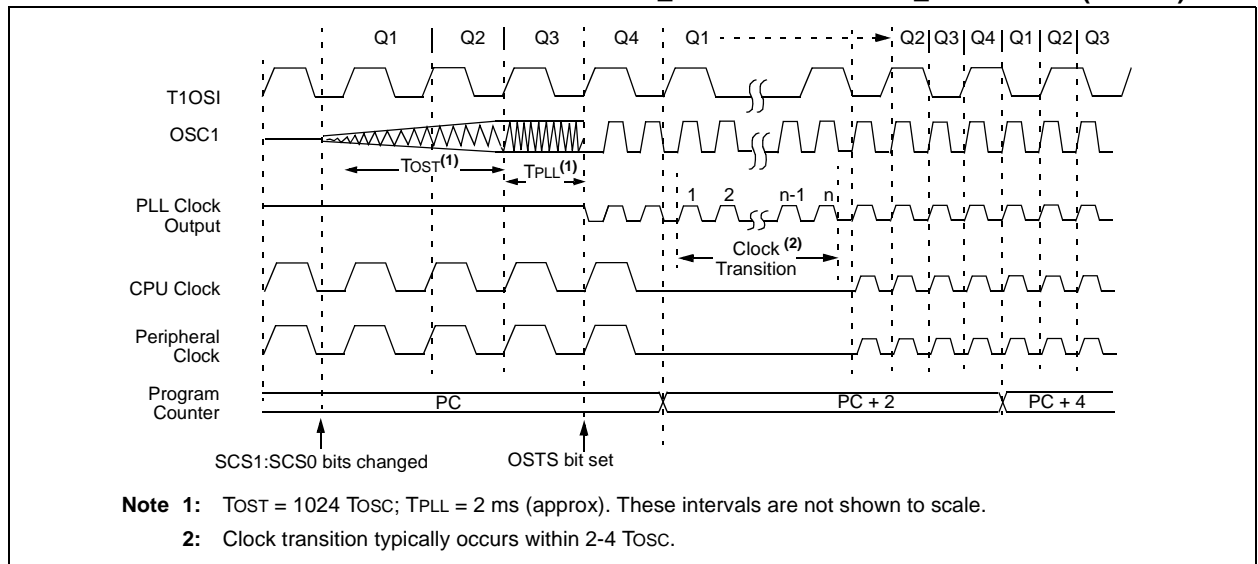 Q1 Q2 Q3 Q4 Q1 Q2 Q3 Q4 Q1 Q2 Q3
T1OSI
OSC1
TOST(1)
TPLL(1)
1 2 n-1 n
PLL Clock
Output
Clock (2)
Transition
CPU Clock
Peripheral
Clock
Program
Counter
PC PC + 2 PC + 4
SCS1:SCS0 bits changed OSTS bit set
Note 1: TOST = 1024 TOSC; TPLL = 2 ms (approx). These intervals are not shown to scale.
2: Clock transition typically occurs within 2-4 TOSC.